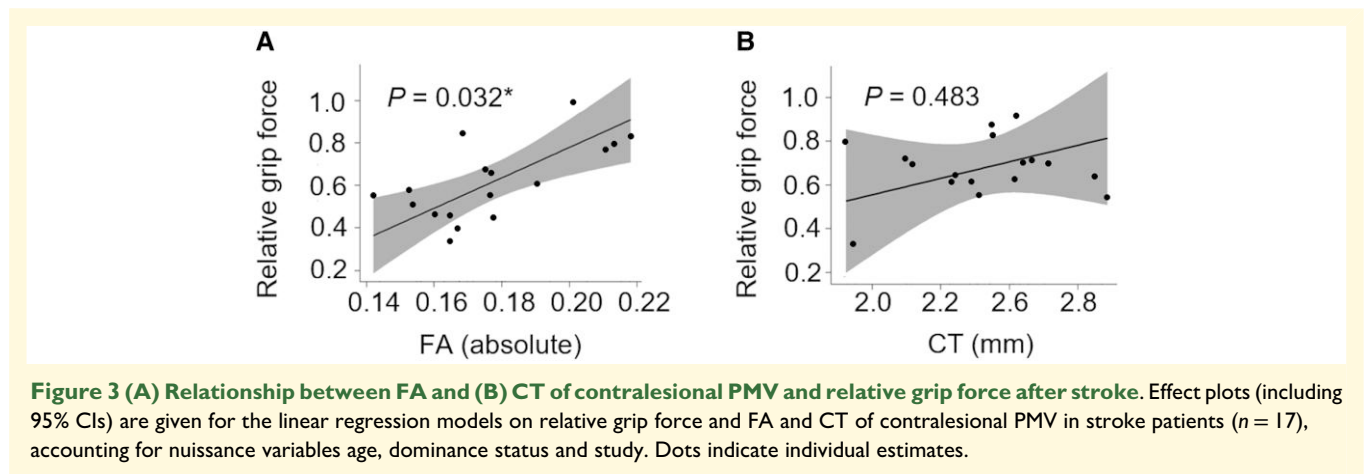 A
B
P = 0.032*
P = 0.483
Relative grip force
1.0
0.8
0.6
0.4
0.2
0.14 0.16 0.18 0.20 0.22
FA (absolute)
Relative grip force
1.0
0.8
0.6
0.4
0.2
2.0 2.2 2.6 2.8
CT (mm)
Figure 3 (A) Relationship between FA and (B) CT of contralesional PMV and relative grip force after stroke. Effect plots (including
95% CIs) are given for the linear regression models on relative grip force and FA and CT of contralesional PMV in stroke patients (n = 17),
accounting for nuissance variables age, dominance status and study. Dots indicate individual estimates.